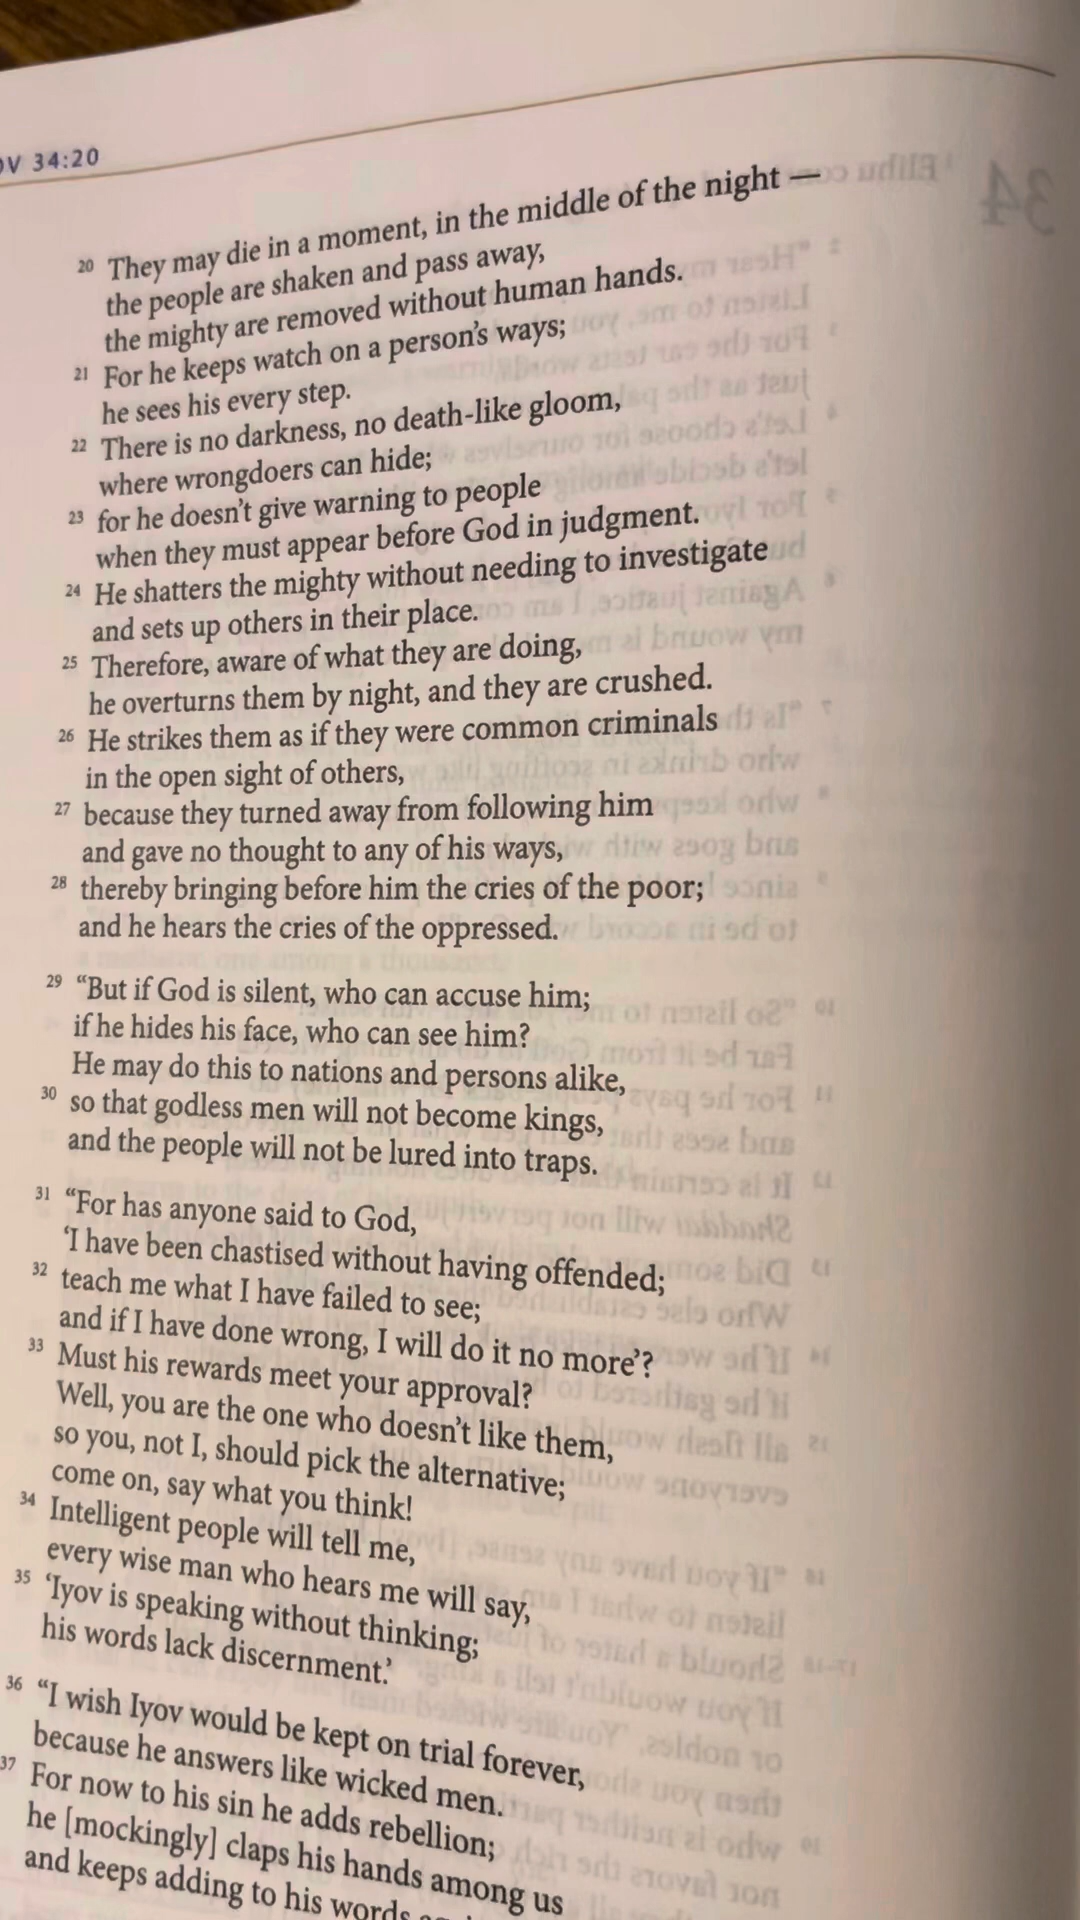 34:20
20 They may die in a moment, in the middle of the night —
the people are shaken and pass away,
the mighty are removed without human hands.
21 For he keeps watch on a person’s ways;
he sees his every step.
22 There is no darkness, no death-like gloom,
where wrongdoers can hide;
23 for he doesn’t give warning to people
when they must appear before God in judgment.
24 He shatters the mighty without needing to investigate
and sets up others in their place.
25 Therefore, aware of what they are doing,
he overturns them by night, and they are crushed.
26 He strikes them as if they were common criminals
in the open sight of others,
27 because they turned away from following him
and gave no thought to any of his ways,
28 thereby bringing before him the cries of the poor;
and he hears the cries of the oppressed.
29 “But if God is silent, who can accuse him;
if he hides his face, who can see him?
He may do this to nations and persons alike,
30 so that godless men will not become kings,
and the people will not be lured into traps.
31 “For has anyone said to God,
‘I have been chastised without having offended;
32 teach me what I have failed to see;
and if I have done wrong, I will do it no more’?
33 Must his rewards meet your approval?
Well, you are the one who doesn’t like them,
so you, not I, should pick the alternative;
come on, say what you think!
34 Intelligent people will tell me,
every wise man who hears me will say,
35 ‘Iyov is speaking without thinking;
his words lack discernment.’
36 “I wish Iyov would be kept on trial forever,
because he answers like wicked men.
37 For now to his sin he adds rebellion;
he [mockingly] claps his hands among us
and keeps adding to his words